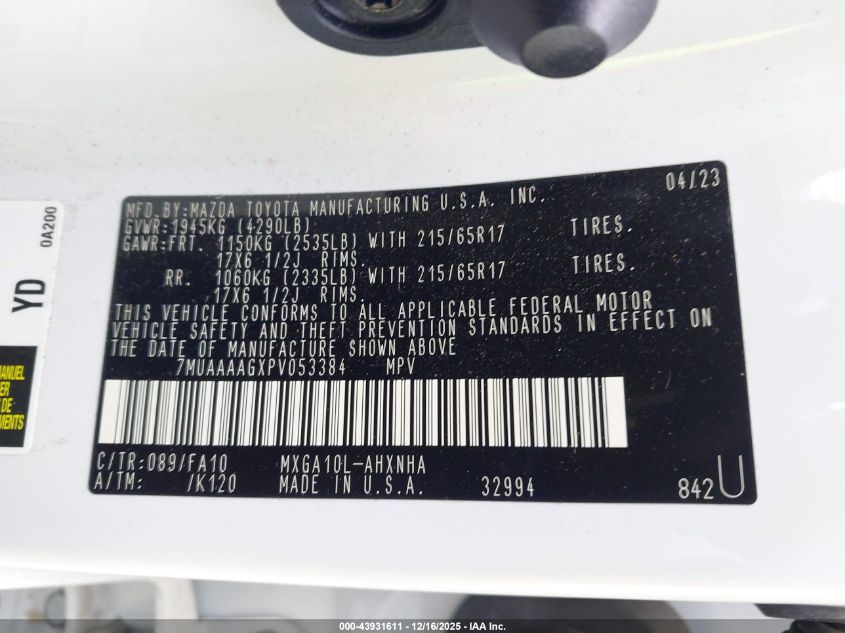 MFD.BY:MAZDA TOYOTA MANUFACTURING U.S.A. INC. 04/23
GVWR:1945KG (4290LB)
GAWR:FRT. 1150KG (2535LB) WITH 215/65R17 TIRES.
17X6 1/2J RIMS.
RR. 1060KG (2335LB) WITH 215/65R17 TIRES.
17X6 1/2J RIMS.
THIS VEHICLE CONFORMS TO ALL APPLICABLE FEDERAL MOTOR
VEHICLE SAFETY AND THEFT PREVENTION STANDARDS IN EFFECT ON
THE DATE OF MANUFACTURE SHOWN ABOVE
7MUAAAAGXPV053384 MPV
C/TR:089/FA10 MXGA10L-AHXNHA
A/TM: /K120 MADE IN U.S.A. 32994 842U
0A200
YD
MANUEL
DE
000-43931611 - 12/16/2025 - IAA Inc.